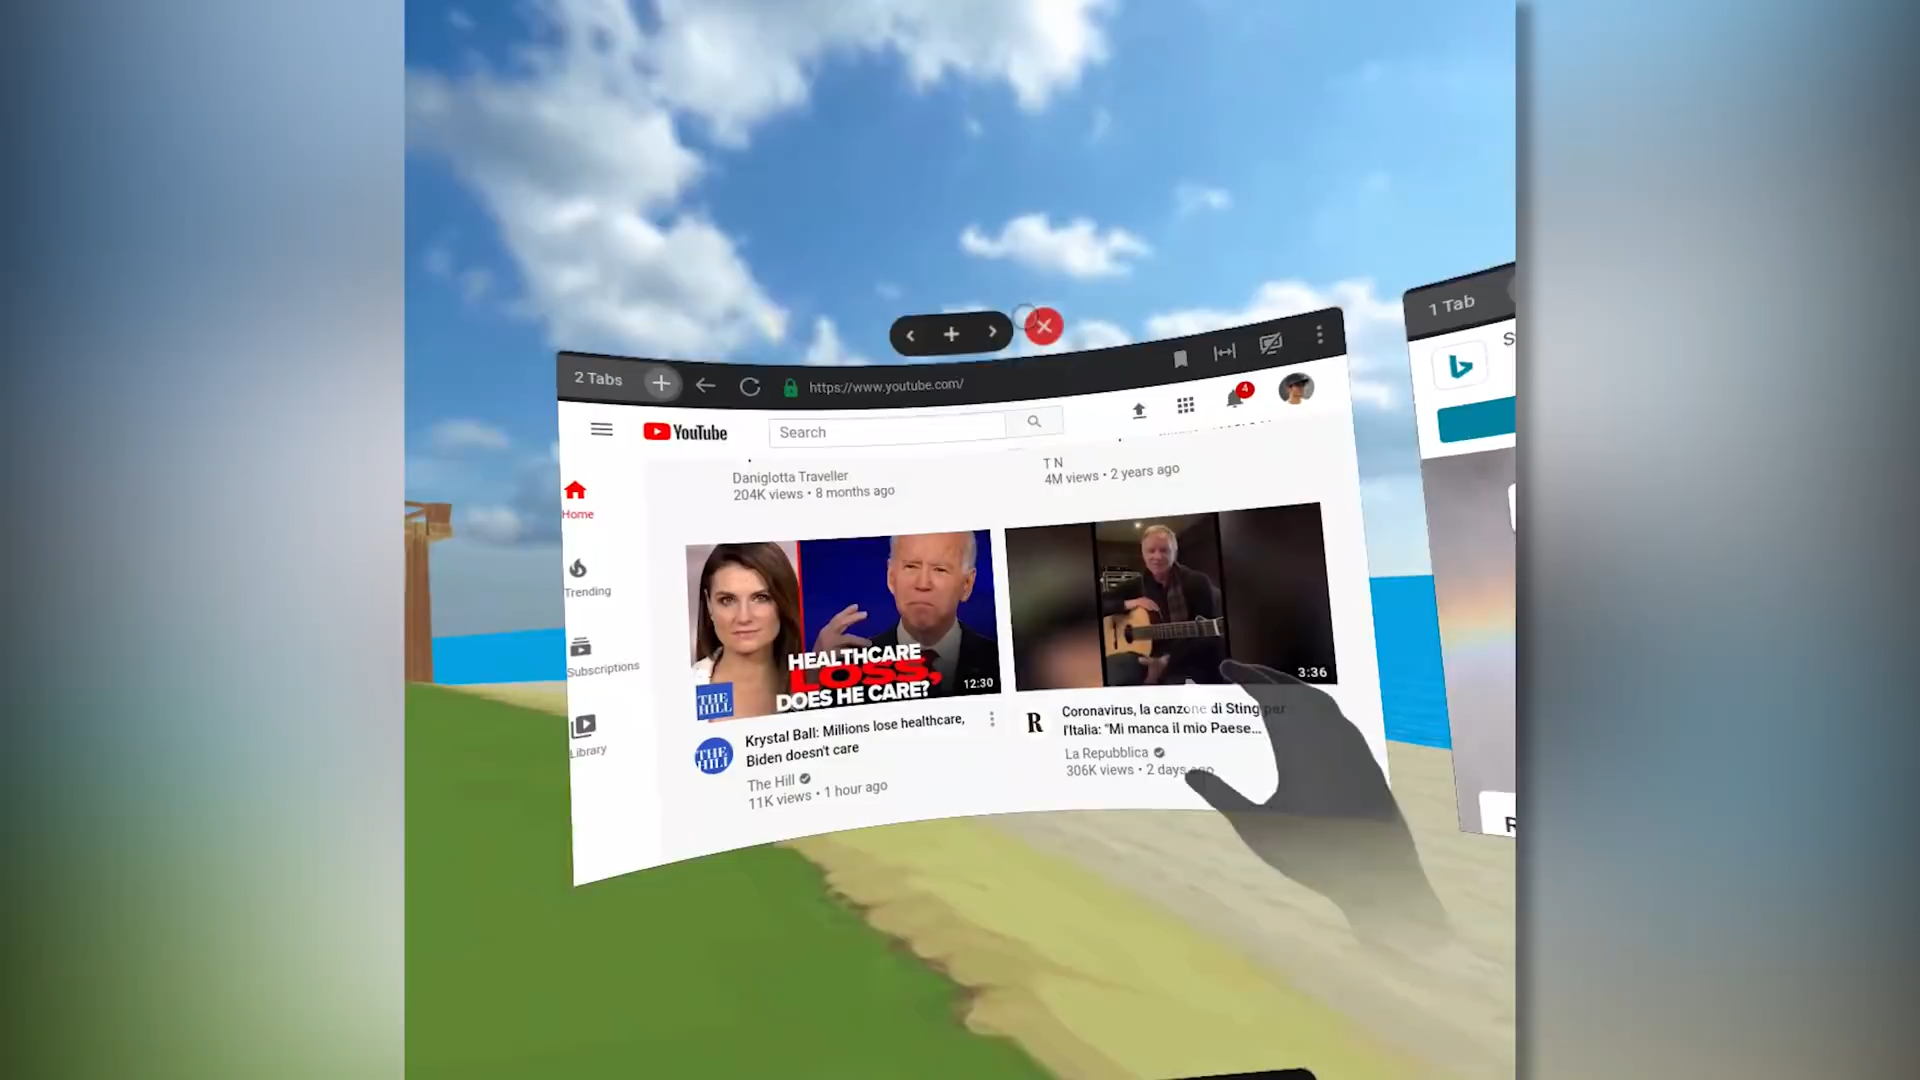 2 Tabs
https://www.youtube.com/
1 Tab
YouTube
Search
4
Daniglotta Traveller
204K views • 8 months ago
T N
4M views • 2 years ago
Home
Trending
Subscriptions
Library
HEALTHCARE
LOSS,
DOES HE CARE?
THE
HILL
12:30
3:36
THE
HILL
Krystal Ball: Millions lose healthcare,
Biden doesn't care
The Hill
11K views • 1 hour ago
R
Coronavirus, la canzone di Sting per
l'Italia: "Mi manca il mio Paese...
La Repubblica
306K views • 2 days ago